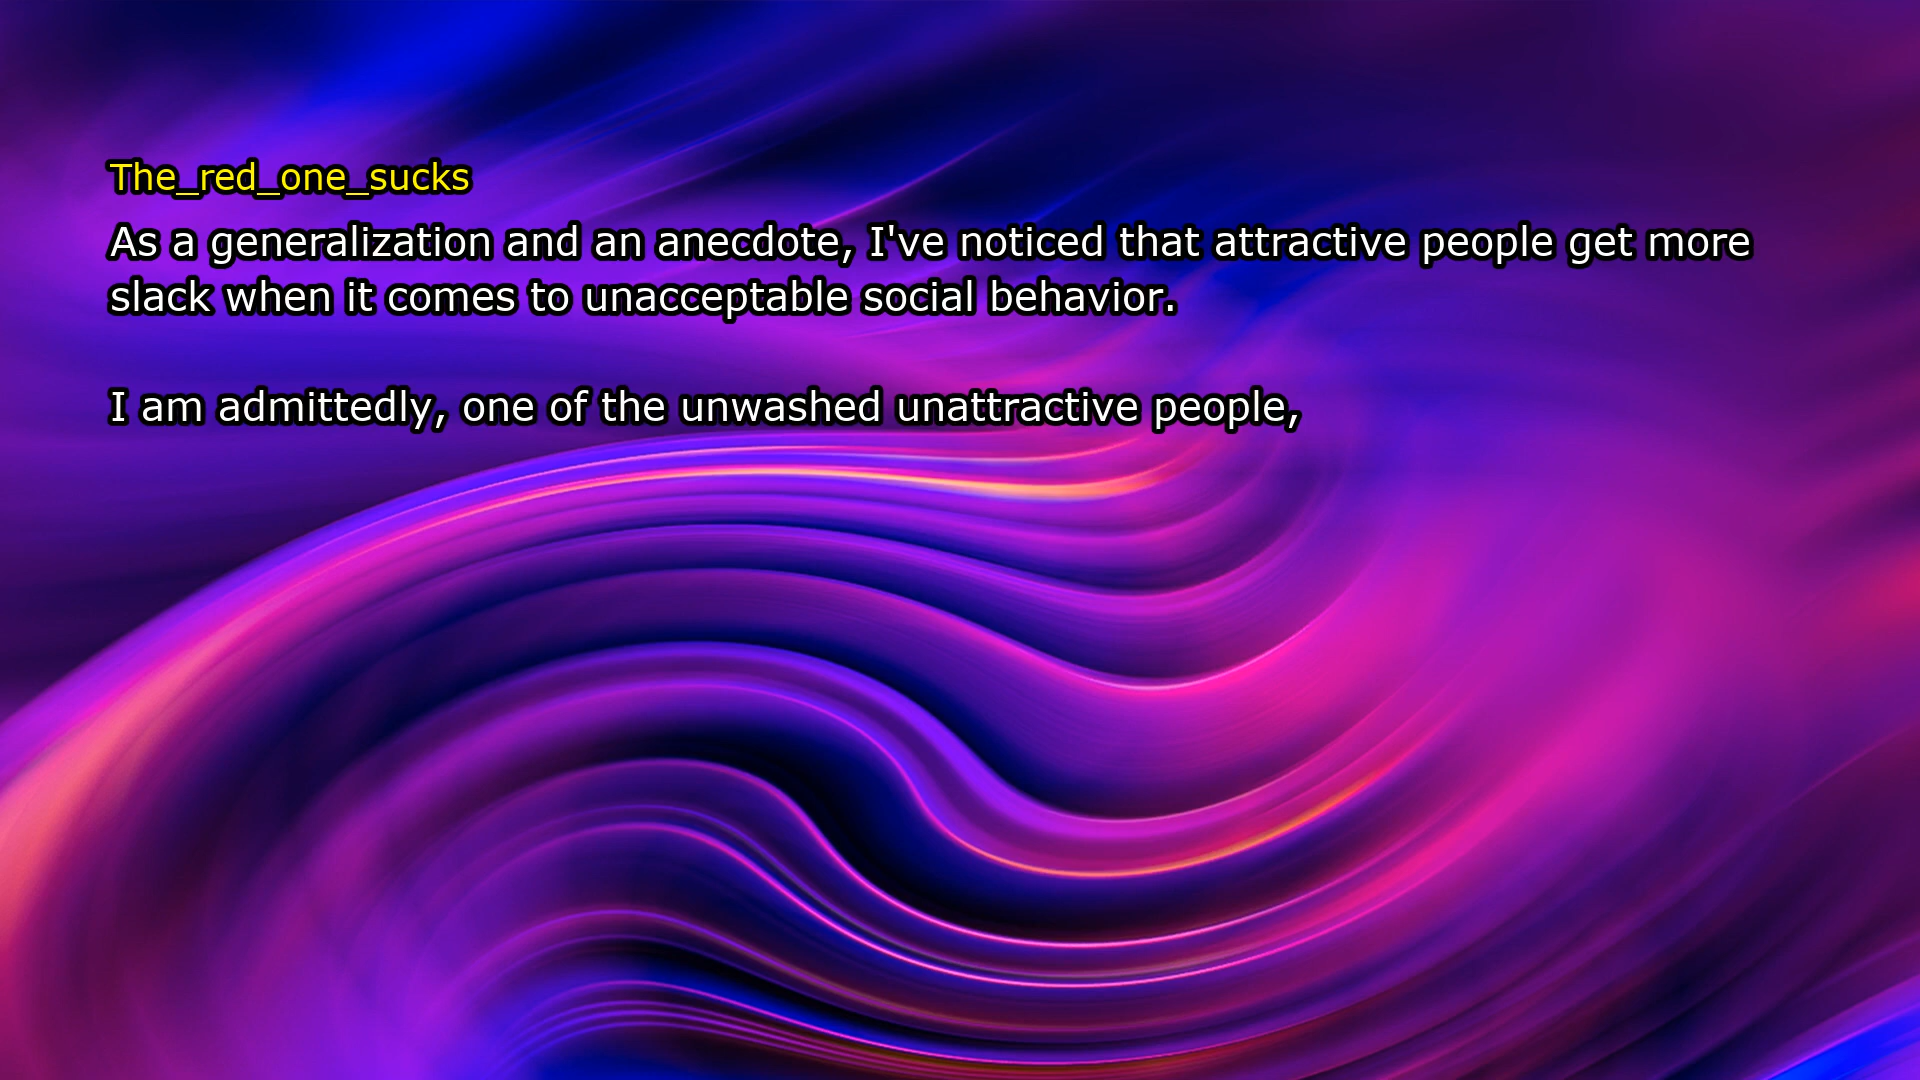 The_red_one_sucks
As a generalization and an anecdote, I've noticed that attractive people get more
slack when it comes to unacceptable social behavior.
I am admittedly, one of the unwashed unattractive people,